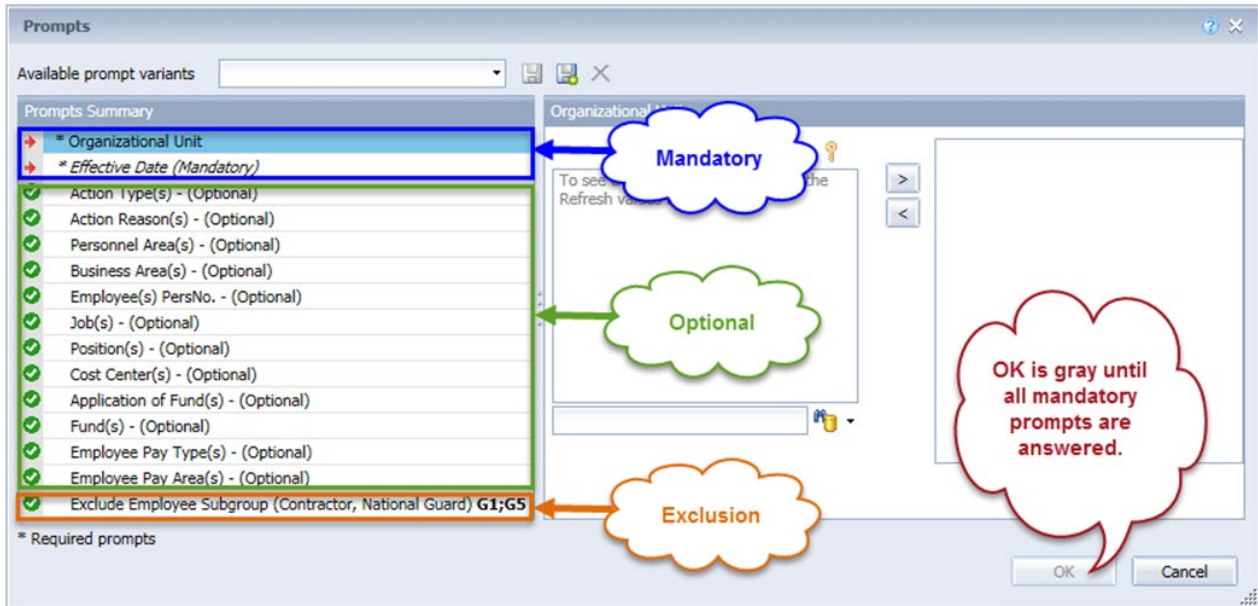 Prompts
Available prompt variants
Prompts Summary
* Organizational Unit
* Effective Date (Mandatory)
Action Type(s) - (Optional)
Action Reason(s) - (Optional)
Personnel Area(s) - (Optional)
Business Area(s) - (Optional)
Employee(s) PersNo. - (Optional)
Job(s) - (Optional)
Position(s) - (Optional)
Cost Center(s) - (Optional)
Application of Fund(s) - (Optional)
Fund(s) - (Optional)
Employee Pay Type(s) - (Optional)
Employee Pay Area(s) - (Optional)
Exclude Employee Subgroup (Contractor, National Guard) G1;G5
* Required prompts
Organizational
Mandatory
To see the
Refresh values
>
<
Optional
Exclusion
OK is gray until
all mandatory
prompts are
answered.
OK
Cancel